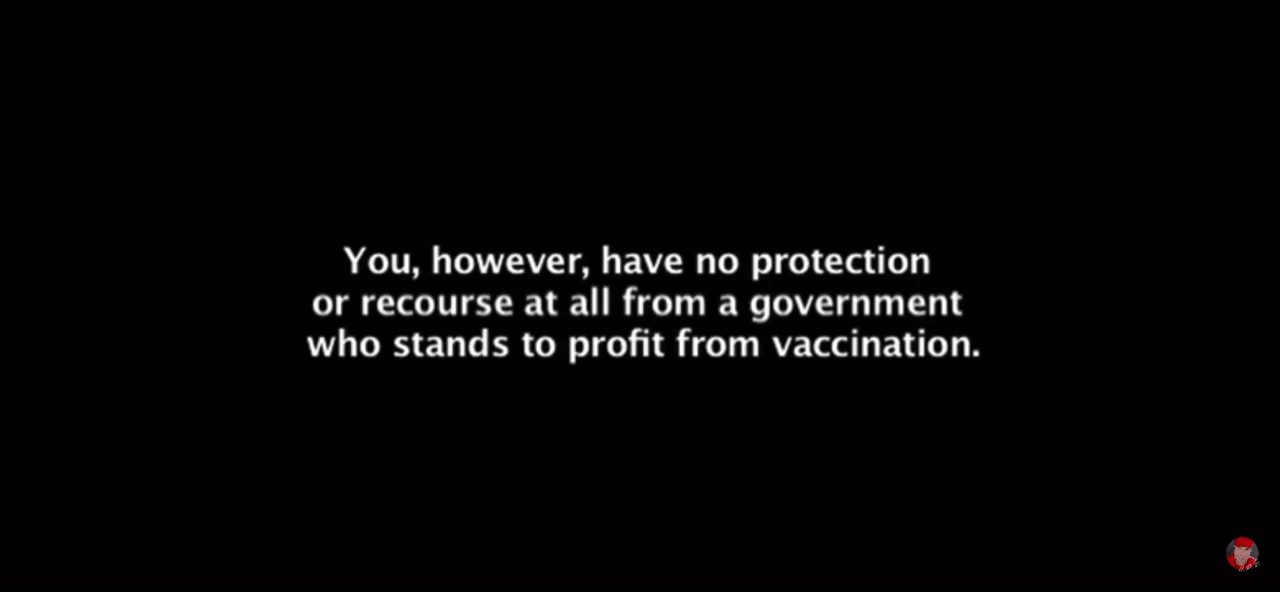 You, however, have no protection
or recourse at all from a government
who stands to profit from vaccination.